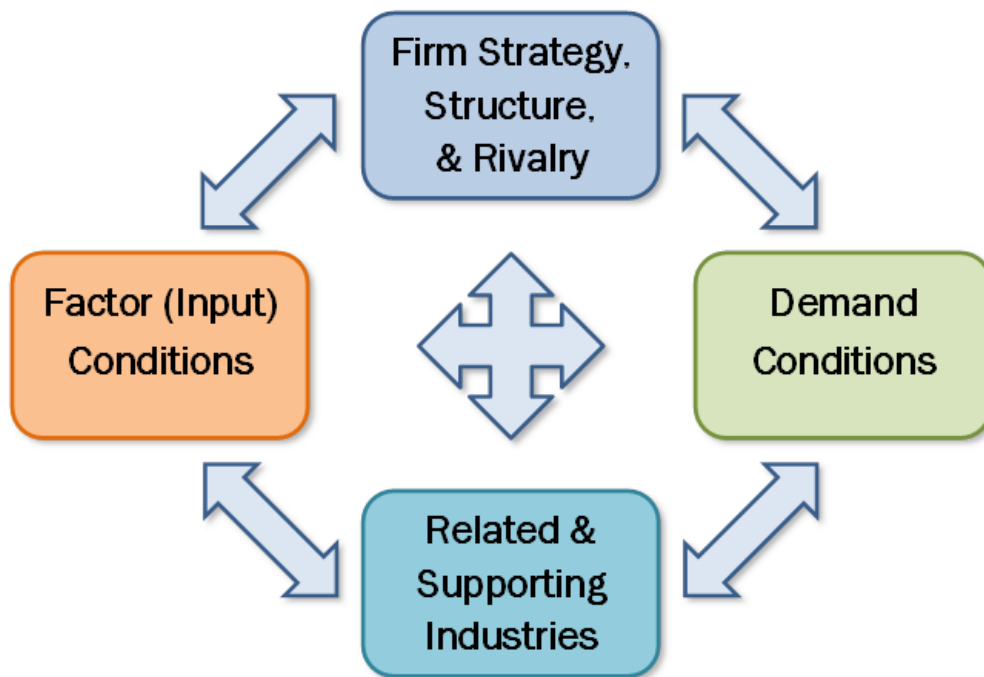 Firm Strategy,
Structure,
& Rivalry
Factor (Input)
Conditions
Demand
Conditions
Related &
Supporting
Industries